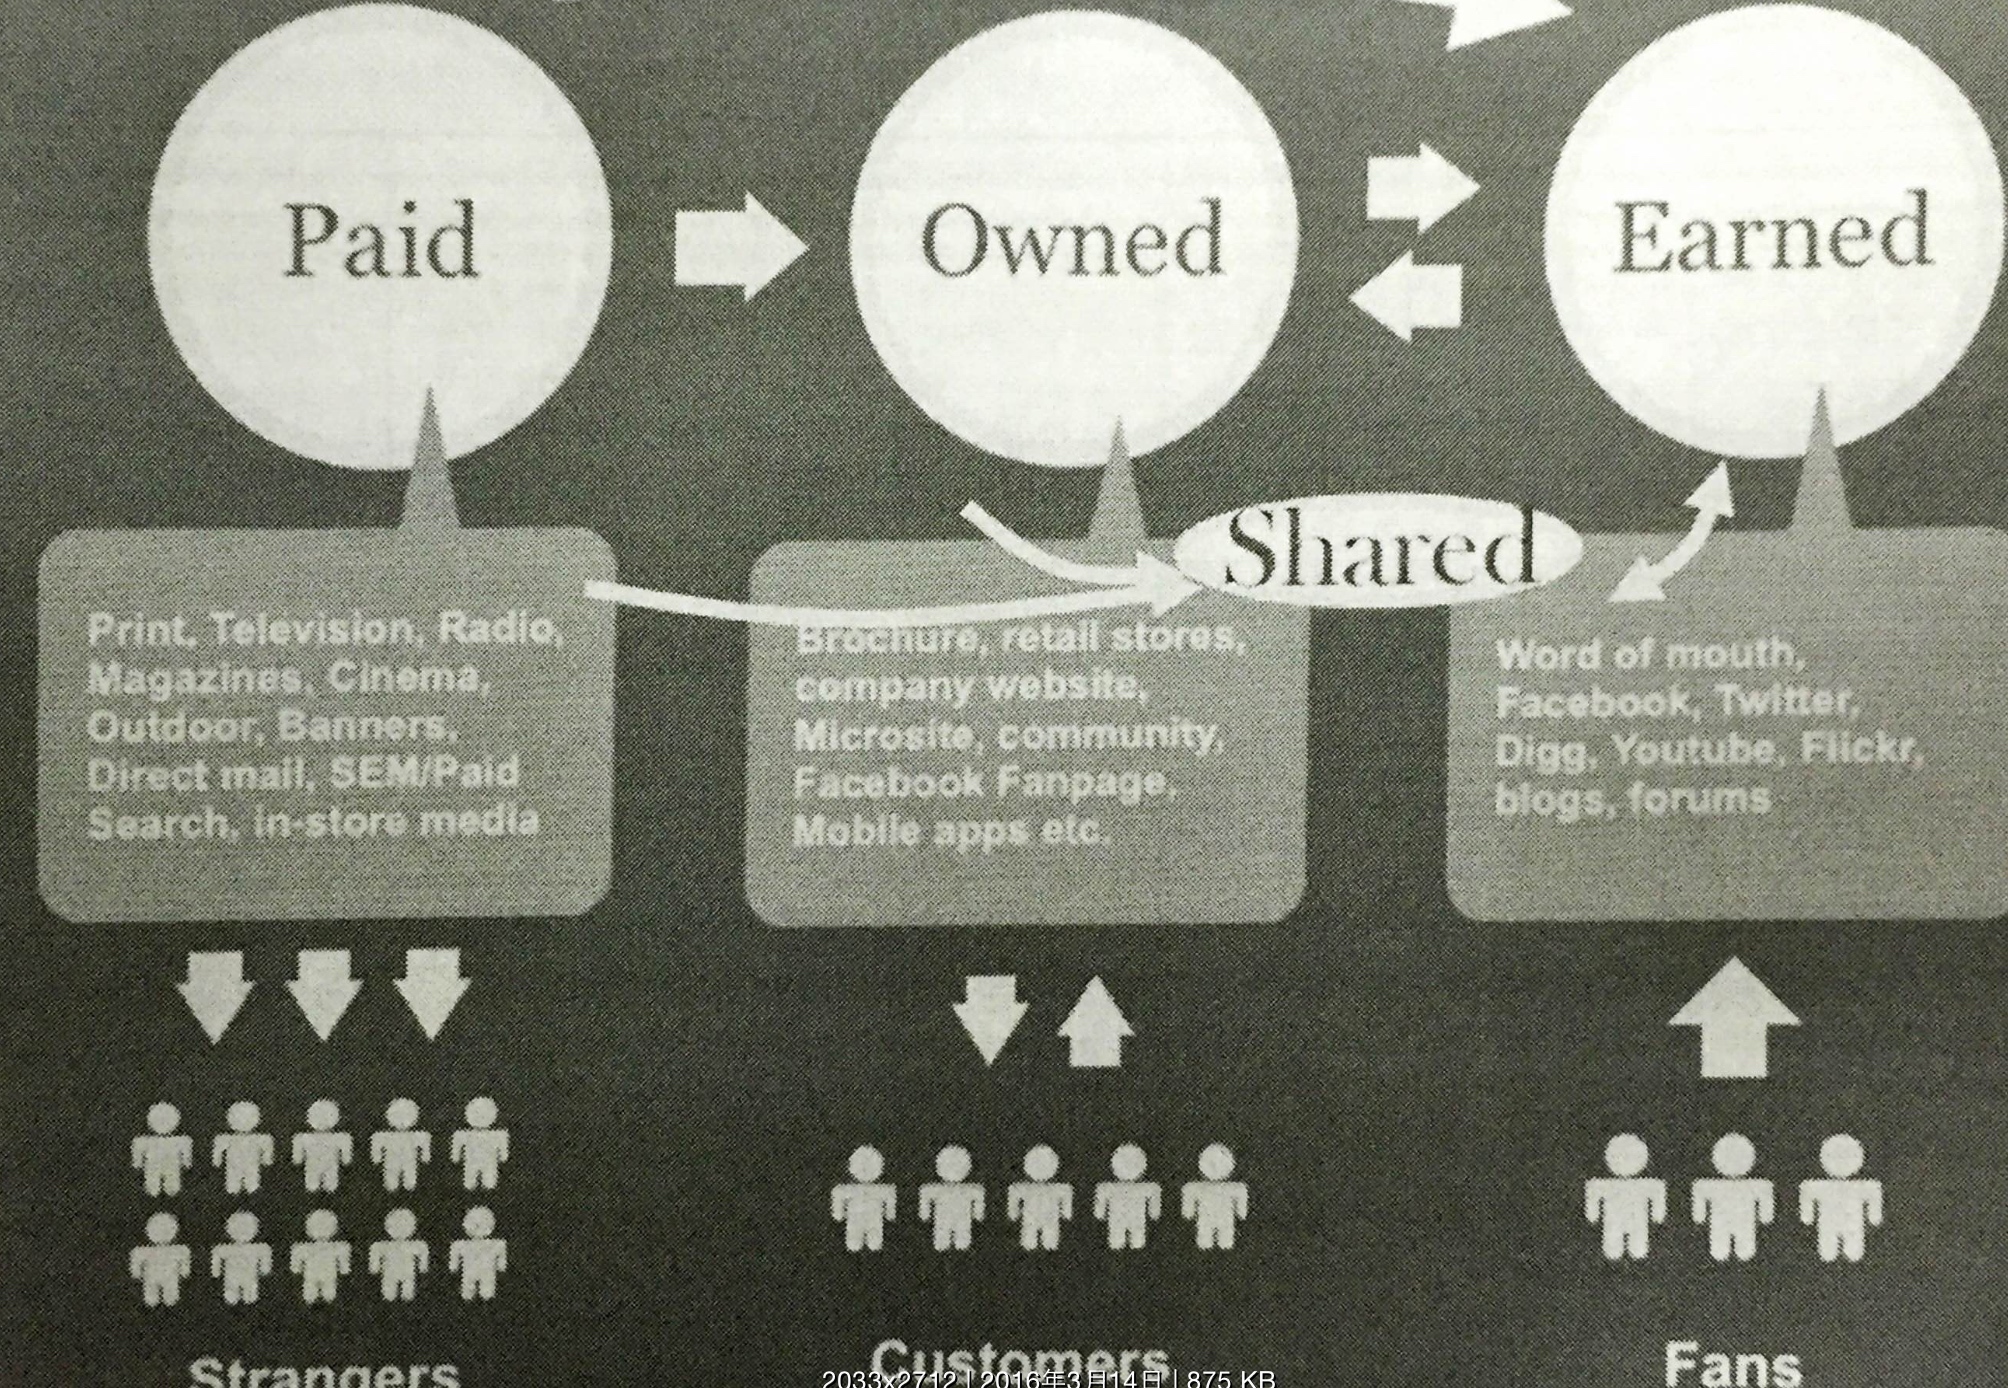 Paid
Owned
Earned
Shared
Print, Television, Radio,
Magazines, Cinema,
Outdoor, Banners,
Direct mail, SEM/Paid
Search, in-store media
Brochure, retail stores,
company website,
Microsite, community,
Facebook Fanpage,
Mobile apps etc.
Word of mouth,
Facebook, Twitter,
Digg, Youtube, Flickr,
blogs, forums
Strangers
Customers
Fans
2033x2712 | 2016年3月14日 | 875 KB